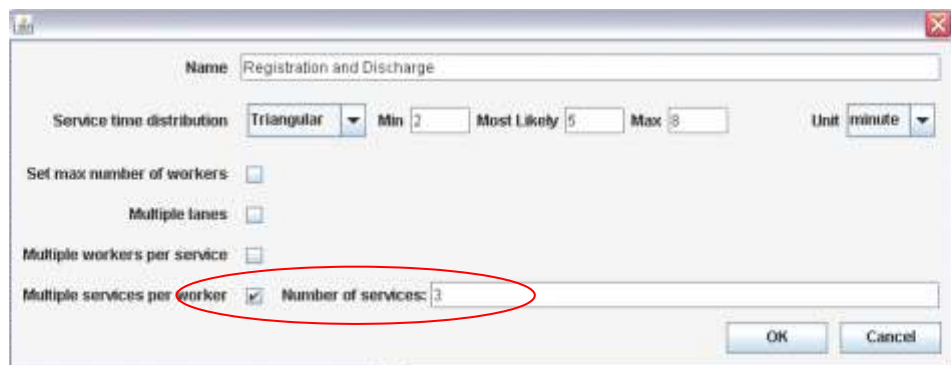 Name Registration and Discharge
Service time distribution Triangular Min 2 Most Likely 5 Max 8 Unit minute
Set max number of workers
Multiple lanes
Multiple workers per service
Multiple services per worker Number of services: 3
OK Cancel